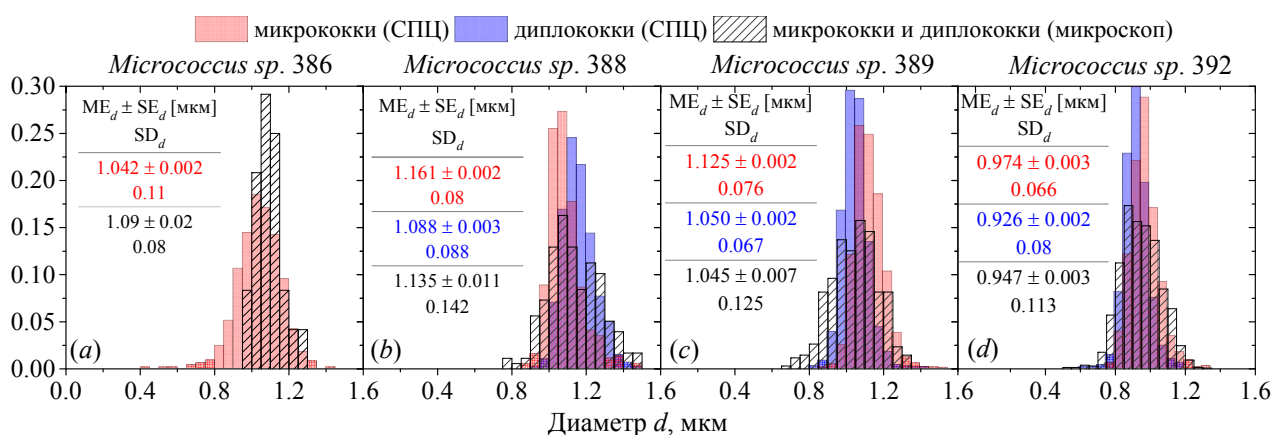 микрококки (СПЦ) диплококки (СПЦ) микрококки и диплококки (микроскоп)
Micrococcus sp. 386 Micrococcus sp. 388 Micrococcus sp. 389 Micrococcus sp. 392
0.30
0.25
0.20
0.15
0.10
0.05
0.00
ME_d ± SE_d [мкм]
SD_d
1.042 ± 0.002
0.11
1.09 ± 0.02
0.08
(a)
ME_d ± SE_d [мкм]
SD_d
1.161 ± 0.002
0.08
1.088 ± 0.003
0.088
1.135 ± 0.011
0.142
(b)
ME_d ± SE_d [мкм]
SD_d
1.125 ± 0.002
0.076
1.050 ± 0.002
0.067
1.045 ± 0.007
0.125
(c)
ME_d ± SE_d [мкм]
SD_d
0.974 ± 0.003
0.066
0.926 ± 0.002
0.08
0.947 ± 0.003
0.113
(d)
0.0 0.4 0.8 1.2 1.6 0.4 0.8 1.2 1.6 0.4 0.8 1.2 1.6 0.4 0.8 1.2 1.6
Диаметр d, мкм